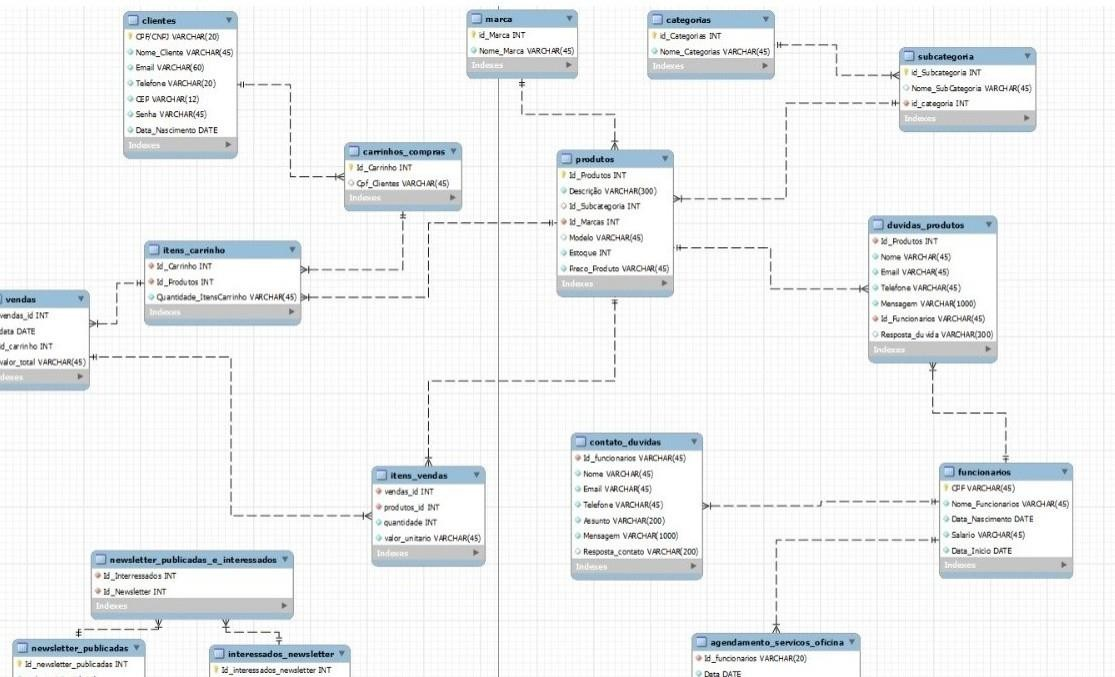 clientes
CPF/CNPJ VARCHAR(20)
Nome_Cliente VARCHAR(45)
Email VARCHAR(60)
Telefone VARCHAR(20)
CEP VARCHAR(12)
Senha VARCHAR(45)
Data_Nascimento DATE
Indexes
marca
id_Marca INT
Nome_Marca VARCHAR(45)
Indexes
categorias
id_Categorias INT
Nome_Categorias VARCHAR(45)
Indexes
subcategoria
id_Subcategoria INT
Nome_SubCategoria VARCHAR(45)
id_categoria INT
Indexes
carrinhos_compras
Id_Carrinho INT
Cpf_Clientes VARCHAR(45)
Indexes
produtos
Id_Produtos INT
Descrição VARCHAR(300)
Id_Subcategoria INT
Id_Marcas INT
Modelo VARCHAR(45)
Estoque INT
Preco_Produto VARCHAR(45)
Indexes
duvidas_produtos
Id_Produtos INT
Nome VARCHAR(45)
Email VARCHAR(45)
Telefone VARCHAR(45)
Mensagem VARCHAR(1000)
Id_Funcionarios VARCHAR(45)
Resposta_duvida VARCHAR(300)
Indexes
itens_carrinho
Id_Carrinho INT
Id_Produtos INT
Quantidade_ItensCarrinho VARCHAR(45)
Indexes
vendas
vendas_id INT
data DATE
id_carrinho INT
valor_total VARCHAR(45)
Indexes
itens_vendas
vendas_id INT
produtos_id INT
quantidade INT
valor_unitario VARCHAR(45)
Indexes
contato_duvidas
Id_funcionarios VARCHAR(45)
Nome VARCHAR(45)
Email VARCHAR(45)
Telefone VARCHAR(45)
Assunto VARCHAR(200)
Mensagem VARCHAR(1000)
Resposta_contato VARCHAR(200)
Indexes
funcionarios
CPF VARCHAR(45)
Nome_Funcionarios VARCHAR(45)
Data_Nascimento DATE
Salario VARCHAR(45)
Data_Inicio DATE
Indexes
newsletter_publicadas_e_interessados
Id_Interressados INT
Id_Newsletter INT
Indexes
newsletter_publicadas
Id_newsletter_publicadas INT
interessados_newsletter
Id_interessados_newsletter INT
agendamento_servicos_oficina
Id_funcionarios VARCHAR(20)
Data DATE